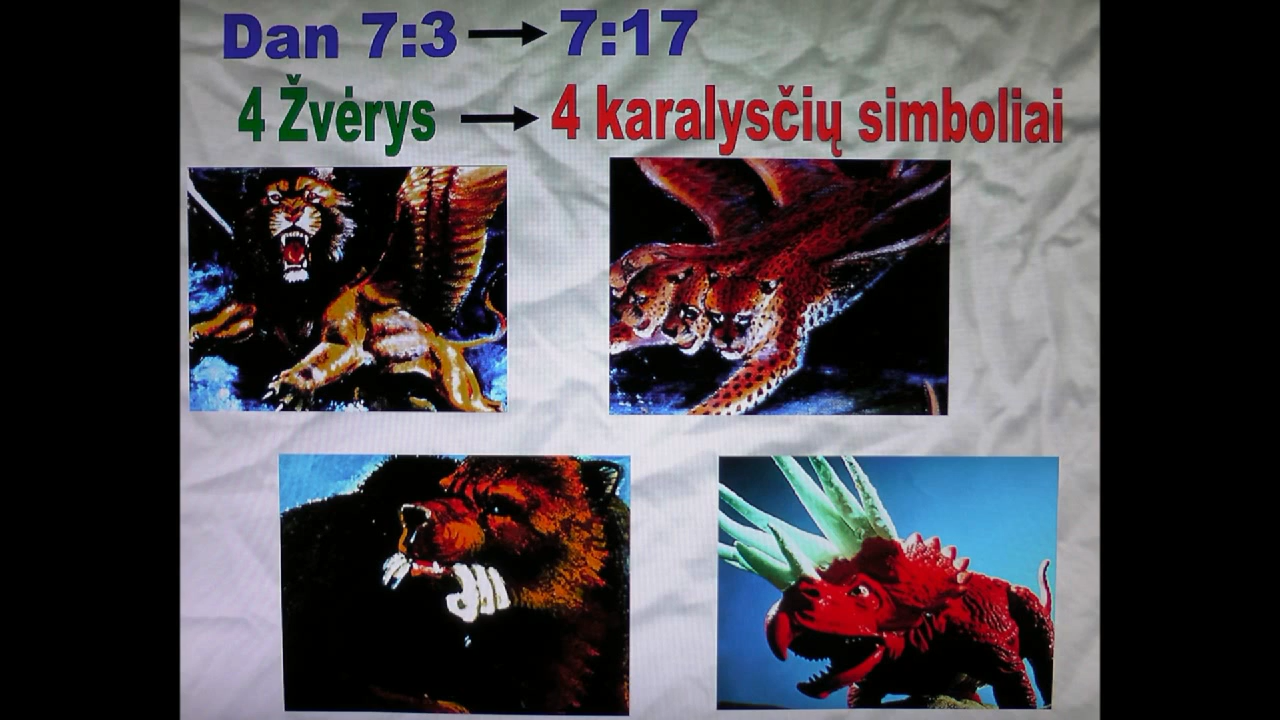 Dan 7:3 → 7:17
4 Žvėrys → 4 karalysčių simboliai